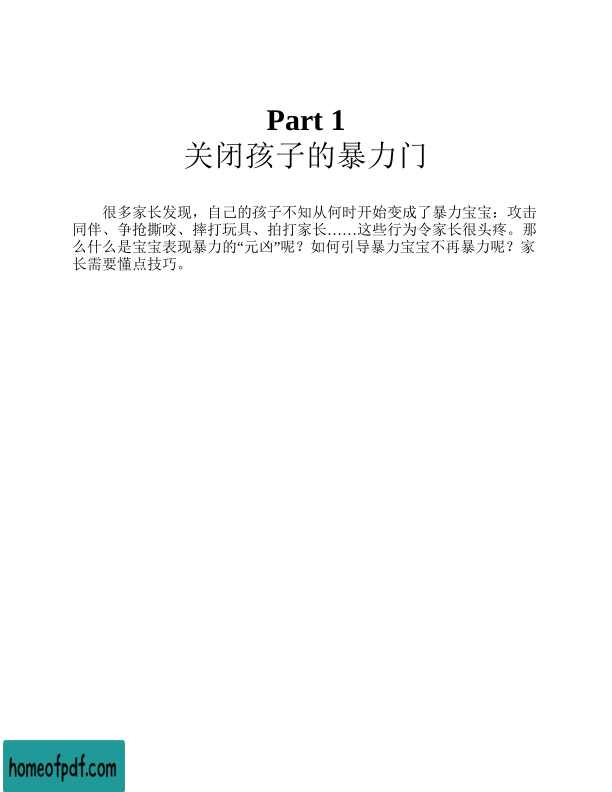 Part 1
关闭孩子的暴力门
很多家长发现，自己的孩子不知从何时开始变成了暴力宝宝：攻击
同伴、争抢撕咬、摔打玩具、拍打家长……这些行为令家长很头疼。那
么什么是宝宝表现暴力的“元凶”呢？如何引导暴力宝宝不再暴力呢？家
长需要懂点技巧。
homeofpdf.com